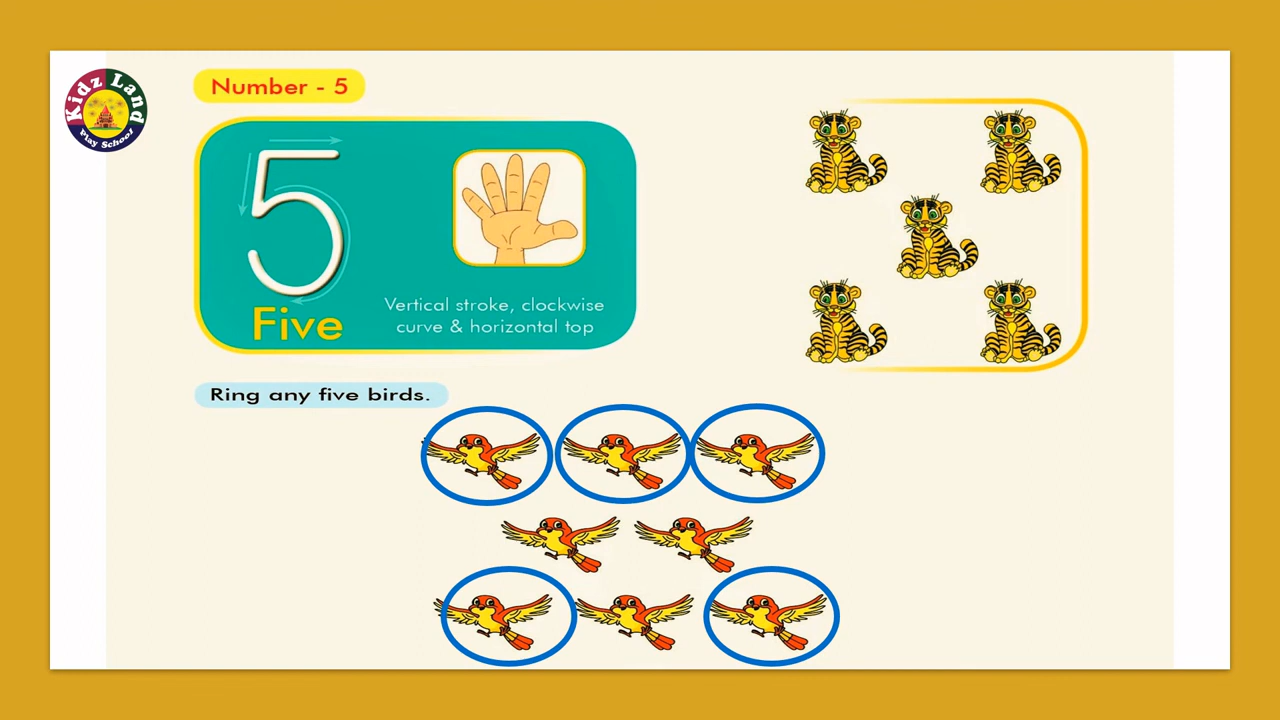 Kidz Land
Play School
Number - 5
5
Five
Vertical stroke, clockwise
curve & horizontal top
Ring any five birds.